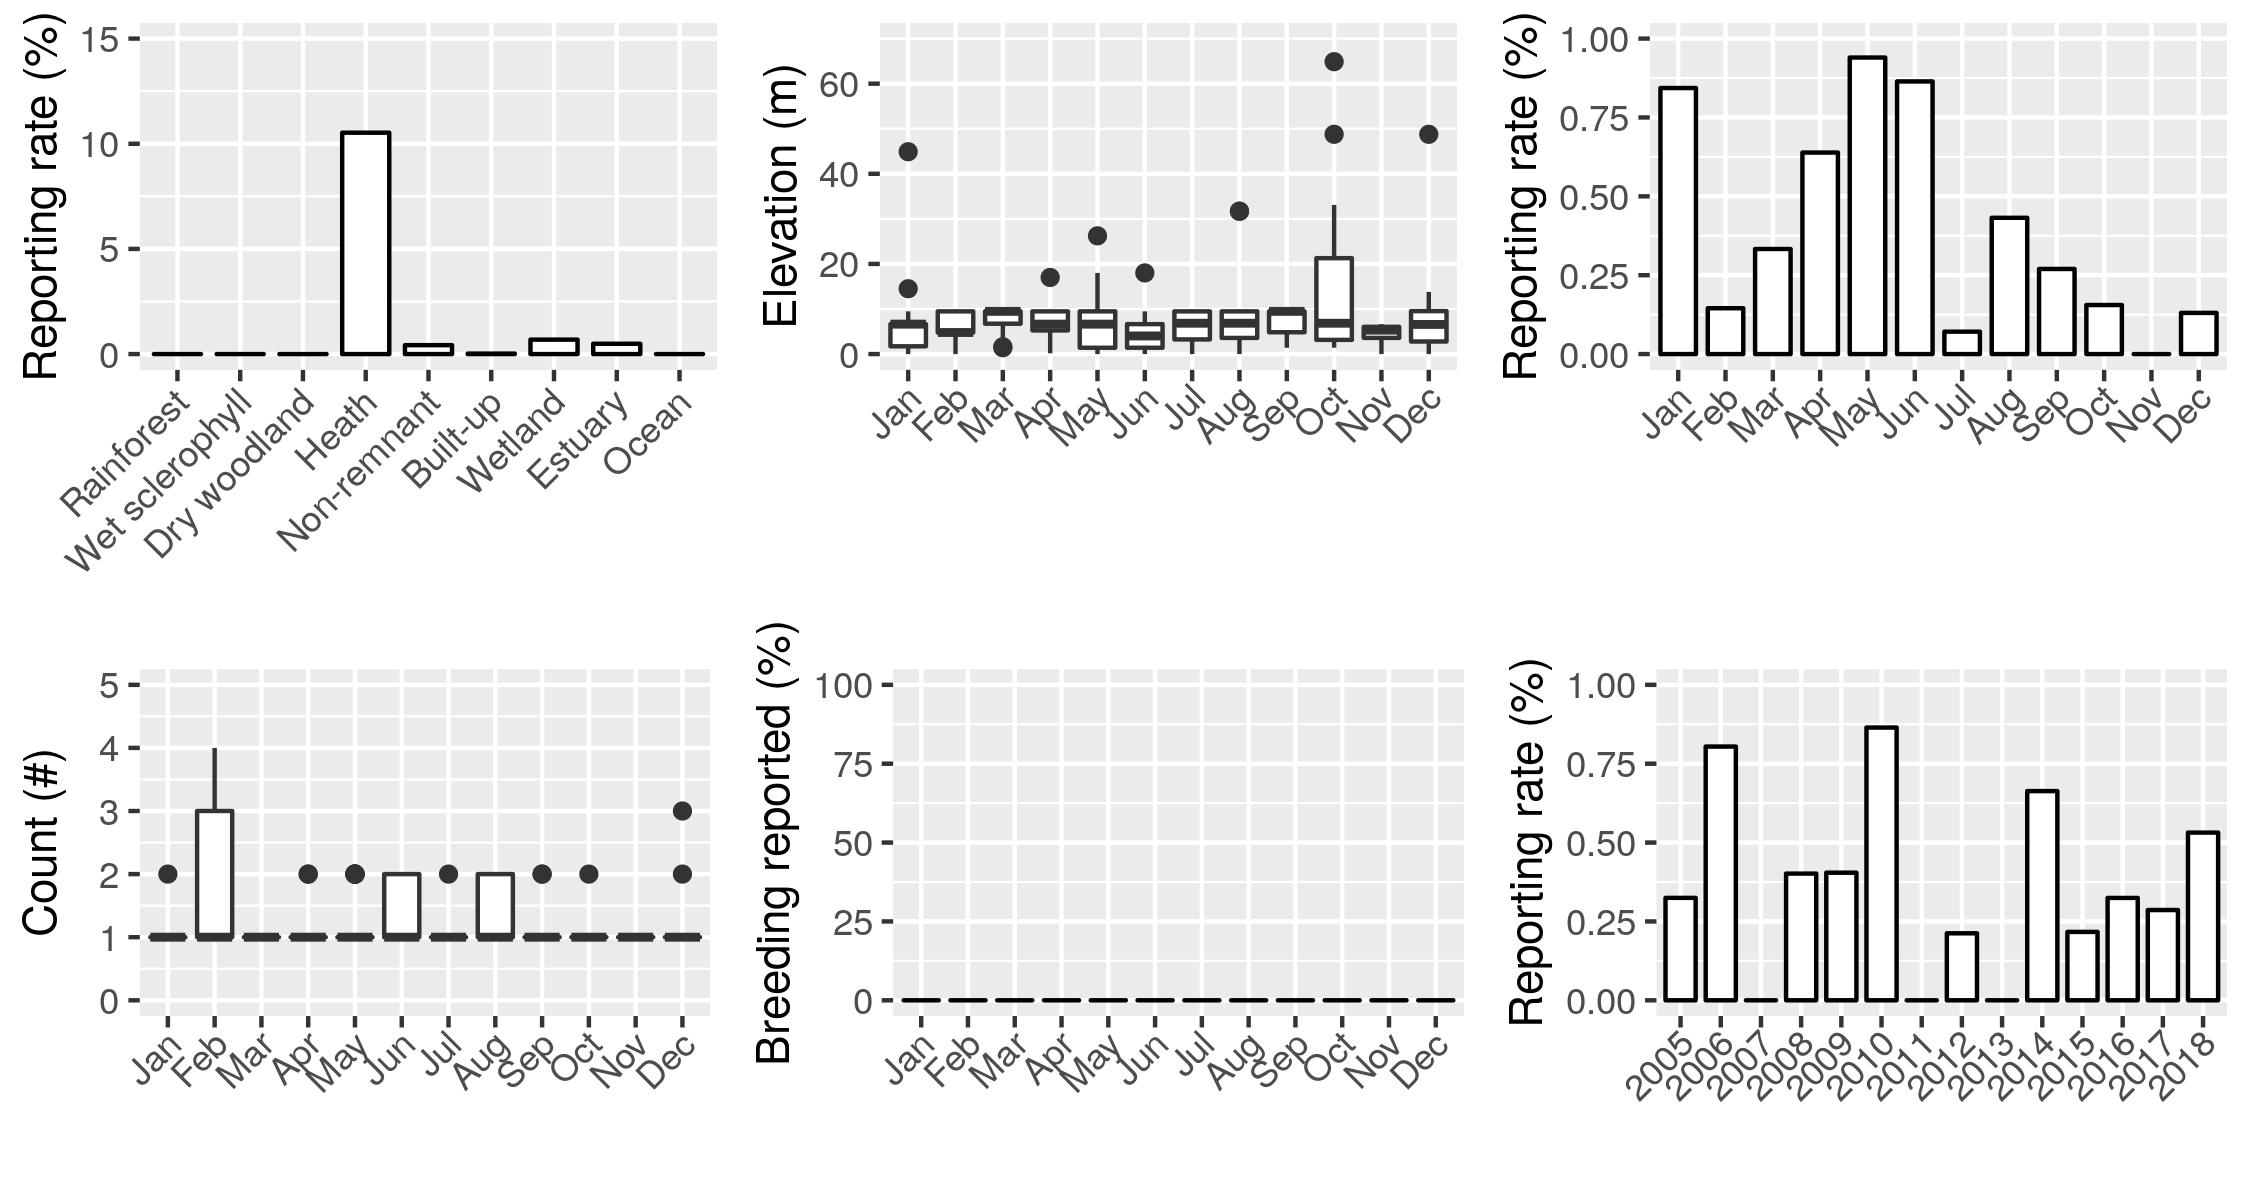 Reporting rate (%)
15
10
5
0
Rainforest
Wet sclerophyll
Dry woodland
Heath
Non-remnant
Built-up
Wetland
Estuary
Ocean
Elevation (m)
60
40
20
0
Jan
Feb
Mar
Apr
May
Jun
Jul
Aug
Sep
Oct
Nov
Dec
Reporting rate (%)
1.00
0.75
0.50
0.25
0.00
Jan
Feb
Mar
Apr
May
Jun
Jul
Aug
Sep
Oct
Nov
Dec
Count (#)
5
4
3
2
1
0
Jan
Feb
Mar
Apr
May
Jun
Jul
Aug
Sep
Oct
Nov
Dec
Breeding reported (%)
100
75
50
25
0
Jan
Feb
Mar
Apr
May
Jun
Jul
Aug
Sep
Oct
Nov
Dec
Reporting rate (%)
1.00
0.75
0.50
0.25
0.00
2005
2006
2007
2008
2009
2010
2011
2012
2013
2014
2015
2016
2017
2018